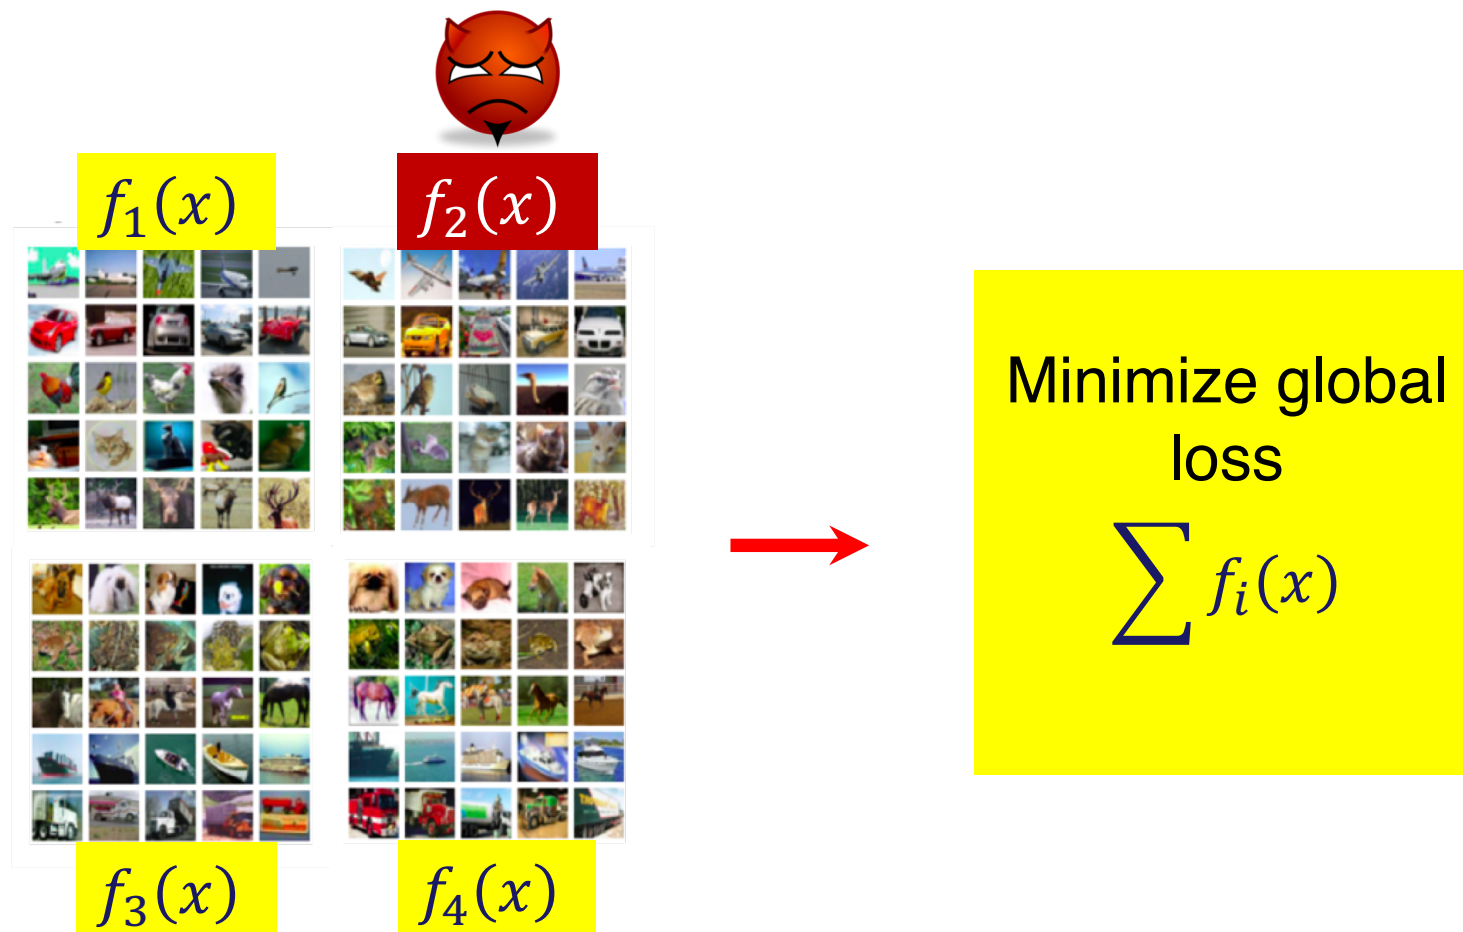 f₁(x)
f₂(x)
f₃(x)
f₄(x)
Minimize global
loss
∑ fᵢ(x)